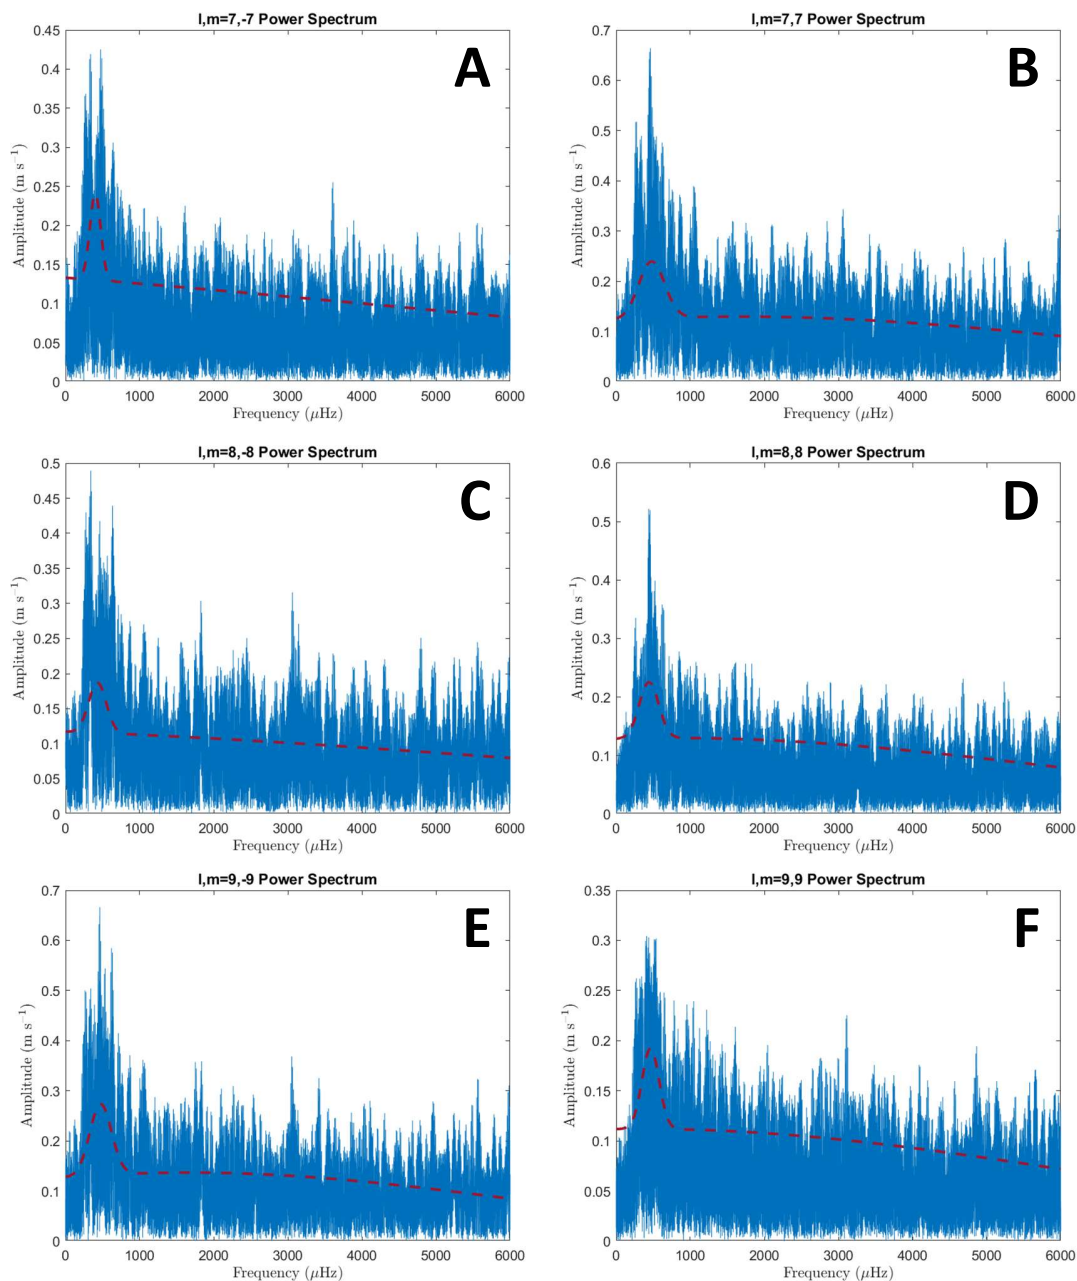 l,m=7,-7 Power Spectrum
A
0.45
0.4
0.35
0.3
0.25
0.2
0.15
0.1
0.05
0
Amplitude (m s⁻¹)
0 1000 2000 3000 4000 5000 6000
Frequency (μHz)
l,m=7,7 Power Spectrum
B
0.7
0.6
0.5
0.4
0.3
0.2
0.1
0
Amplitude (m s⁻¹)
0 1000 2000 3000 4000 5000 6000
Frequency (μHz)
l,m=8,-8 Power Spectrum
C
0.5
0.45
0.4
0.35
0.3
0.25
0.2
0.15
0.1
0.05
0
Amplitude (m s⁻¹)
0 1000 2000 3000 4000 5000 6000
Frequency (μHz)
l,m=8,8 Power Spectrum
D
0.6
0.5
0.4
0.3
0.2
0.1
0
Amplitude (m s⁻¹)
0 1000 2000 3000 4000 5000 6000
Frequency (μHz)
l,m=9,-9 Power Spectrum
E
0.7
0.6
0.5
0.4
0.3
0.2
0.1
0
Amplitude (m s⁻¹)
0 1000 2000 3000 4000 5000 6000
Frequency (μHz)
l,m=9,9 Power Spectrum
F
0.35
0.3
0.25
0.2
0.15
0.1
0.05
0
Amplitude (m s⁻¹)
0 1000 2000 3000 4000 5000 6000
Frequency (μHz)